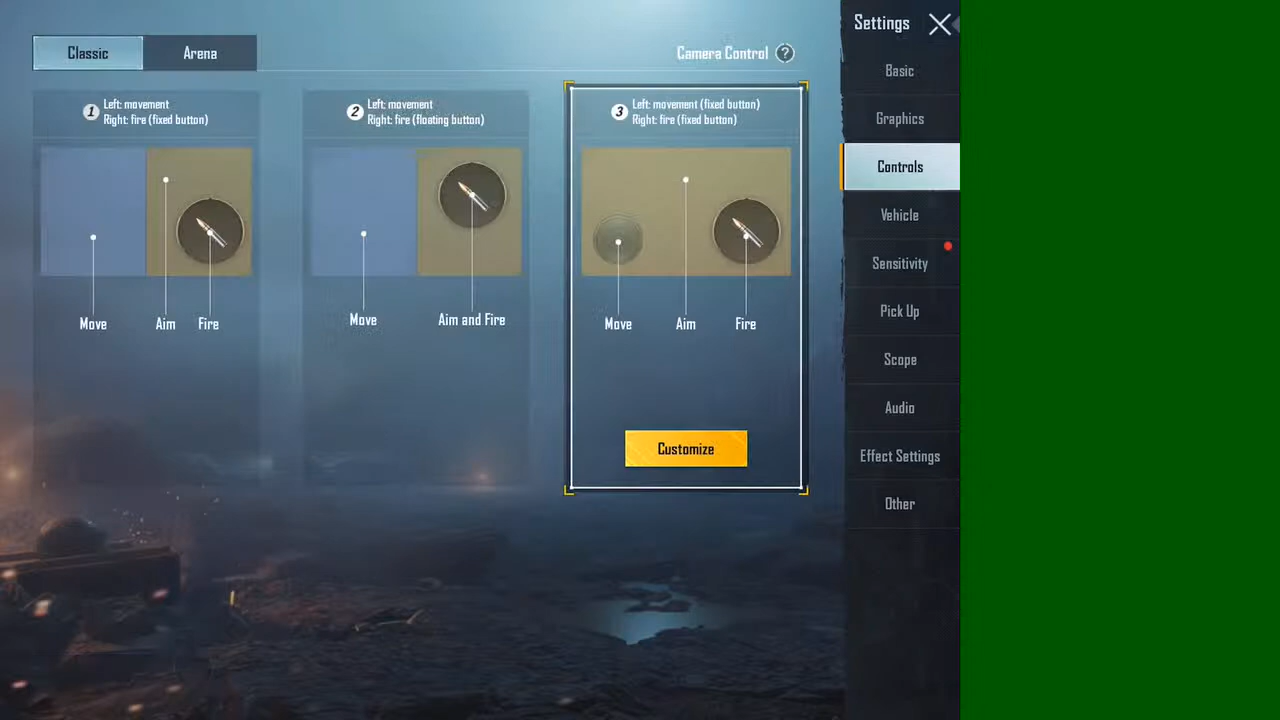 Classic
Arena
Camera Control ?
1 Left: movement
Right: fire (fixed button)
Move
Aim
Fire
2 Left: movement
Right: fire (floating button)
Move
Aim and Fire
3 Left: movement (fixed button)
Right: fire (fixed button)
Move
Aim
Fire
Customize
Settings
Basic
Graphics
Controls
Vehicle
Sensitivity
Pick Up
Scope
Audio
Effect Settings
Other